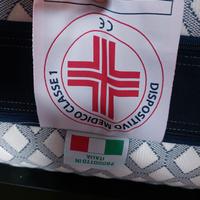 CE
DISPOSITIVO MEDICO CLASSE 1
PRODOTTO IN
ITALIA